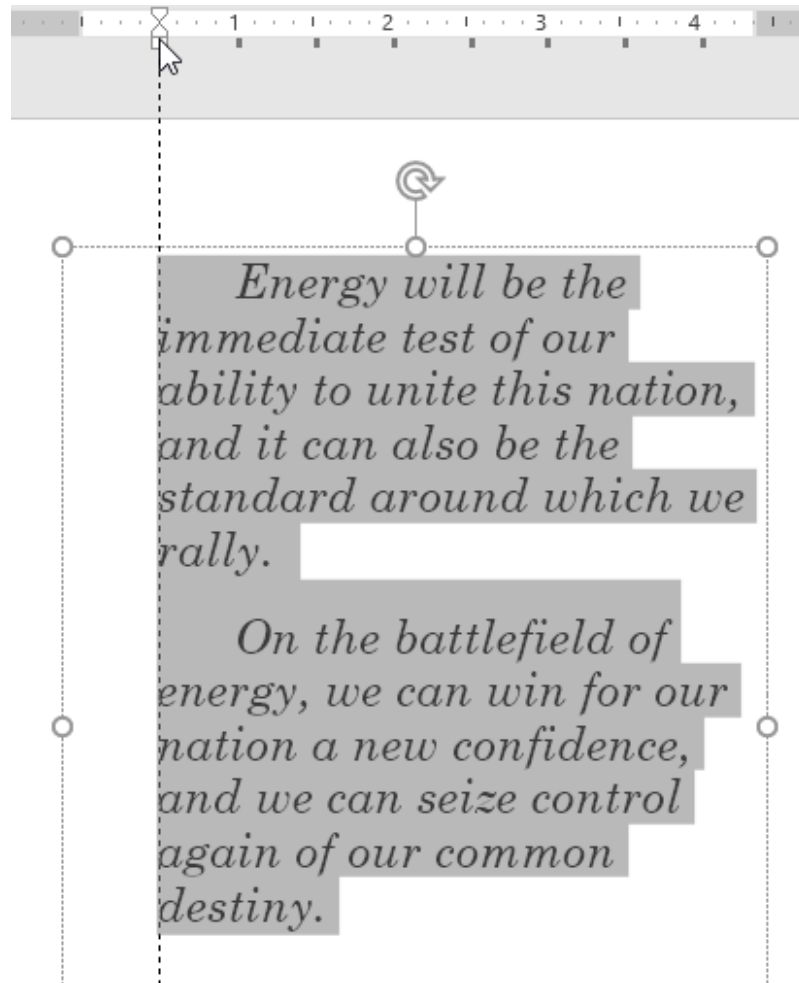 1 2 3 4
Energy will be the
immediate test of our
ability to unite this nation,
and it can also be the
standard around which we
rally.
On the battlefield of
energy, we can win for our
nation a new confidence,
and we can seize control
again of our common
destiny.